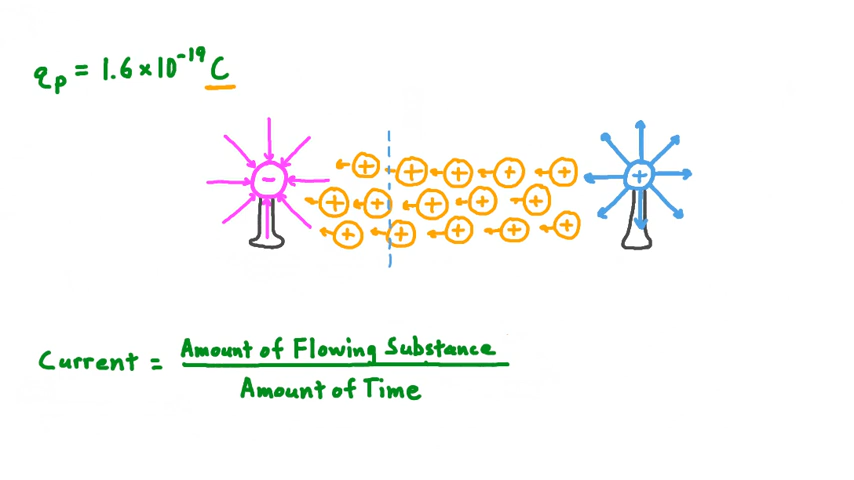 qₚ = 1.6 × 10⁻¹⁹ C
− + + + + + +
+ + + + +
+ + + + +
Current = Amount of Flowing Substance
Amount of Time